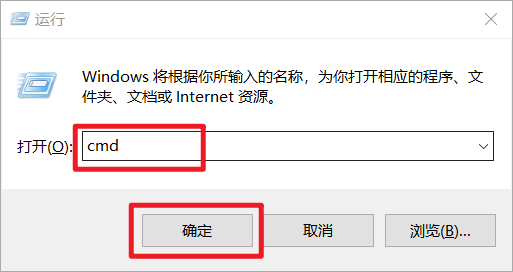 运行
Windows 将根据你所输入的名称，为你打开相应的程序、文
件夹、文档或 Internet 资源。
打开(O): cmd
确定 取消 浏览(B)...